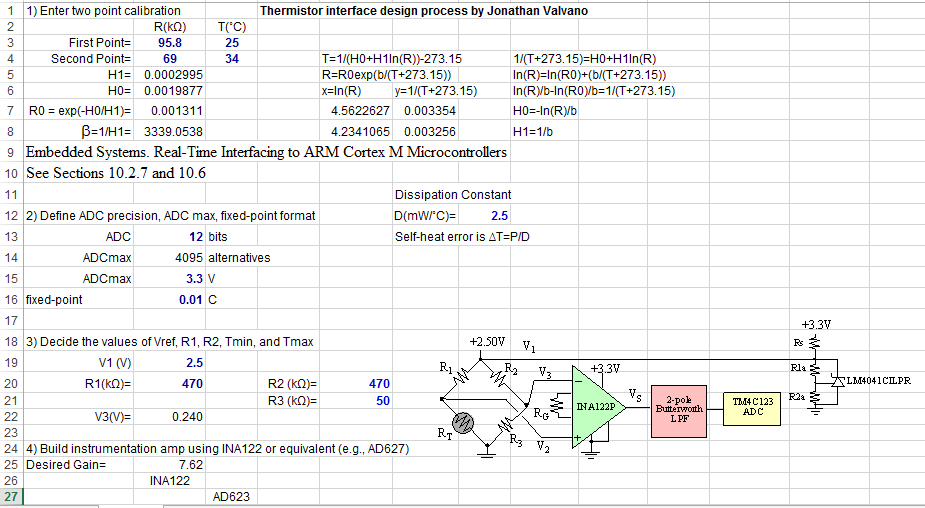 1 1) Enter two point calibration Thermistor interface design process by Jonathan Valvano
2 R(kΩ) T(°C)
3 First Point= 95.8 25
4 Second Point= 69 34 T=1/(H0+H1ln(R))-273.15 1/(T+273.15)=H0+H1ln(R)
5 H1= 0.0002995 R=R0exp(b/(T+273.15)) ln(R)=ln(R0)+(b/(T+273.15))
6 H0= 0.0019877 x=ln(R) y=1/(T+273.15) ln(R)/b-ln(R0)/b=1/(T+273.15)
7 R0 = exp(-H0/H1)= 0.001311 4.5622627 0.003354 H0=-ln(R)/b
8 β=1/H1= 3339.0538 4.2341065 0.003256 H1=1/b
9 Embedded Systems. Real-Time Interfacing to ARM Cortex M Microcontrollers
10 See Sections 10.2.7 and 10.6
11 Dissipation Constant
12 2) Define ADC precision, ADC max, fixed-point format D(mW/°C)= 2.5
13 ADC 12 bits Self-heat error is ΔT=P/D
14 ADCmax 4095 alternatives
15 ADCmax 3.3 V
16 fixed-point 0.01 C
17
18 3) Decide the values of Vref, R1, R2, Tmin, and Tmax
19 V1 (V) 2.5
20 R1(kΩ)= 470 R2 (kΩ)= 470
21 R3 (kΩ)= 50
22 V3(V)= 0.240
23
24 4) Build instrumentation amp using INA122 or equivalent (e.g., AD627)
25 Desired Gain= 7.62
26 INA122
27 AD623
+2.50V V1
R1 R2 V3 +3.3V
RG INA122P Vs
RT R3 V2
2-pole
Butterworth
LPF
TM4C123
ADC
+3.3V
Rs
R1a
LM4041CILPR
R2a